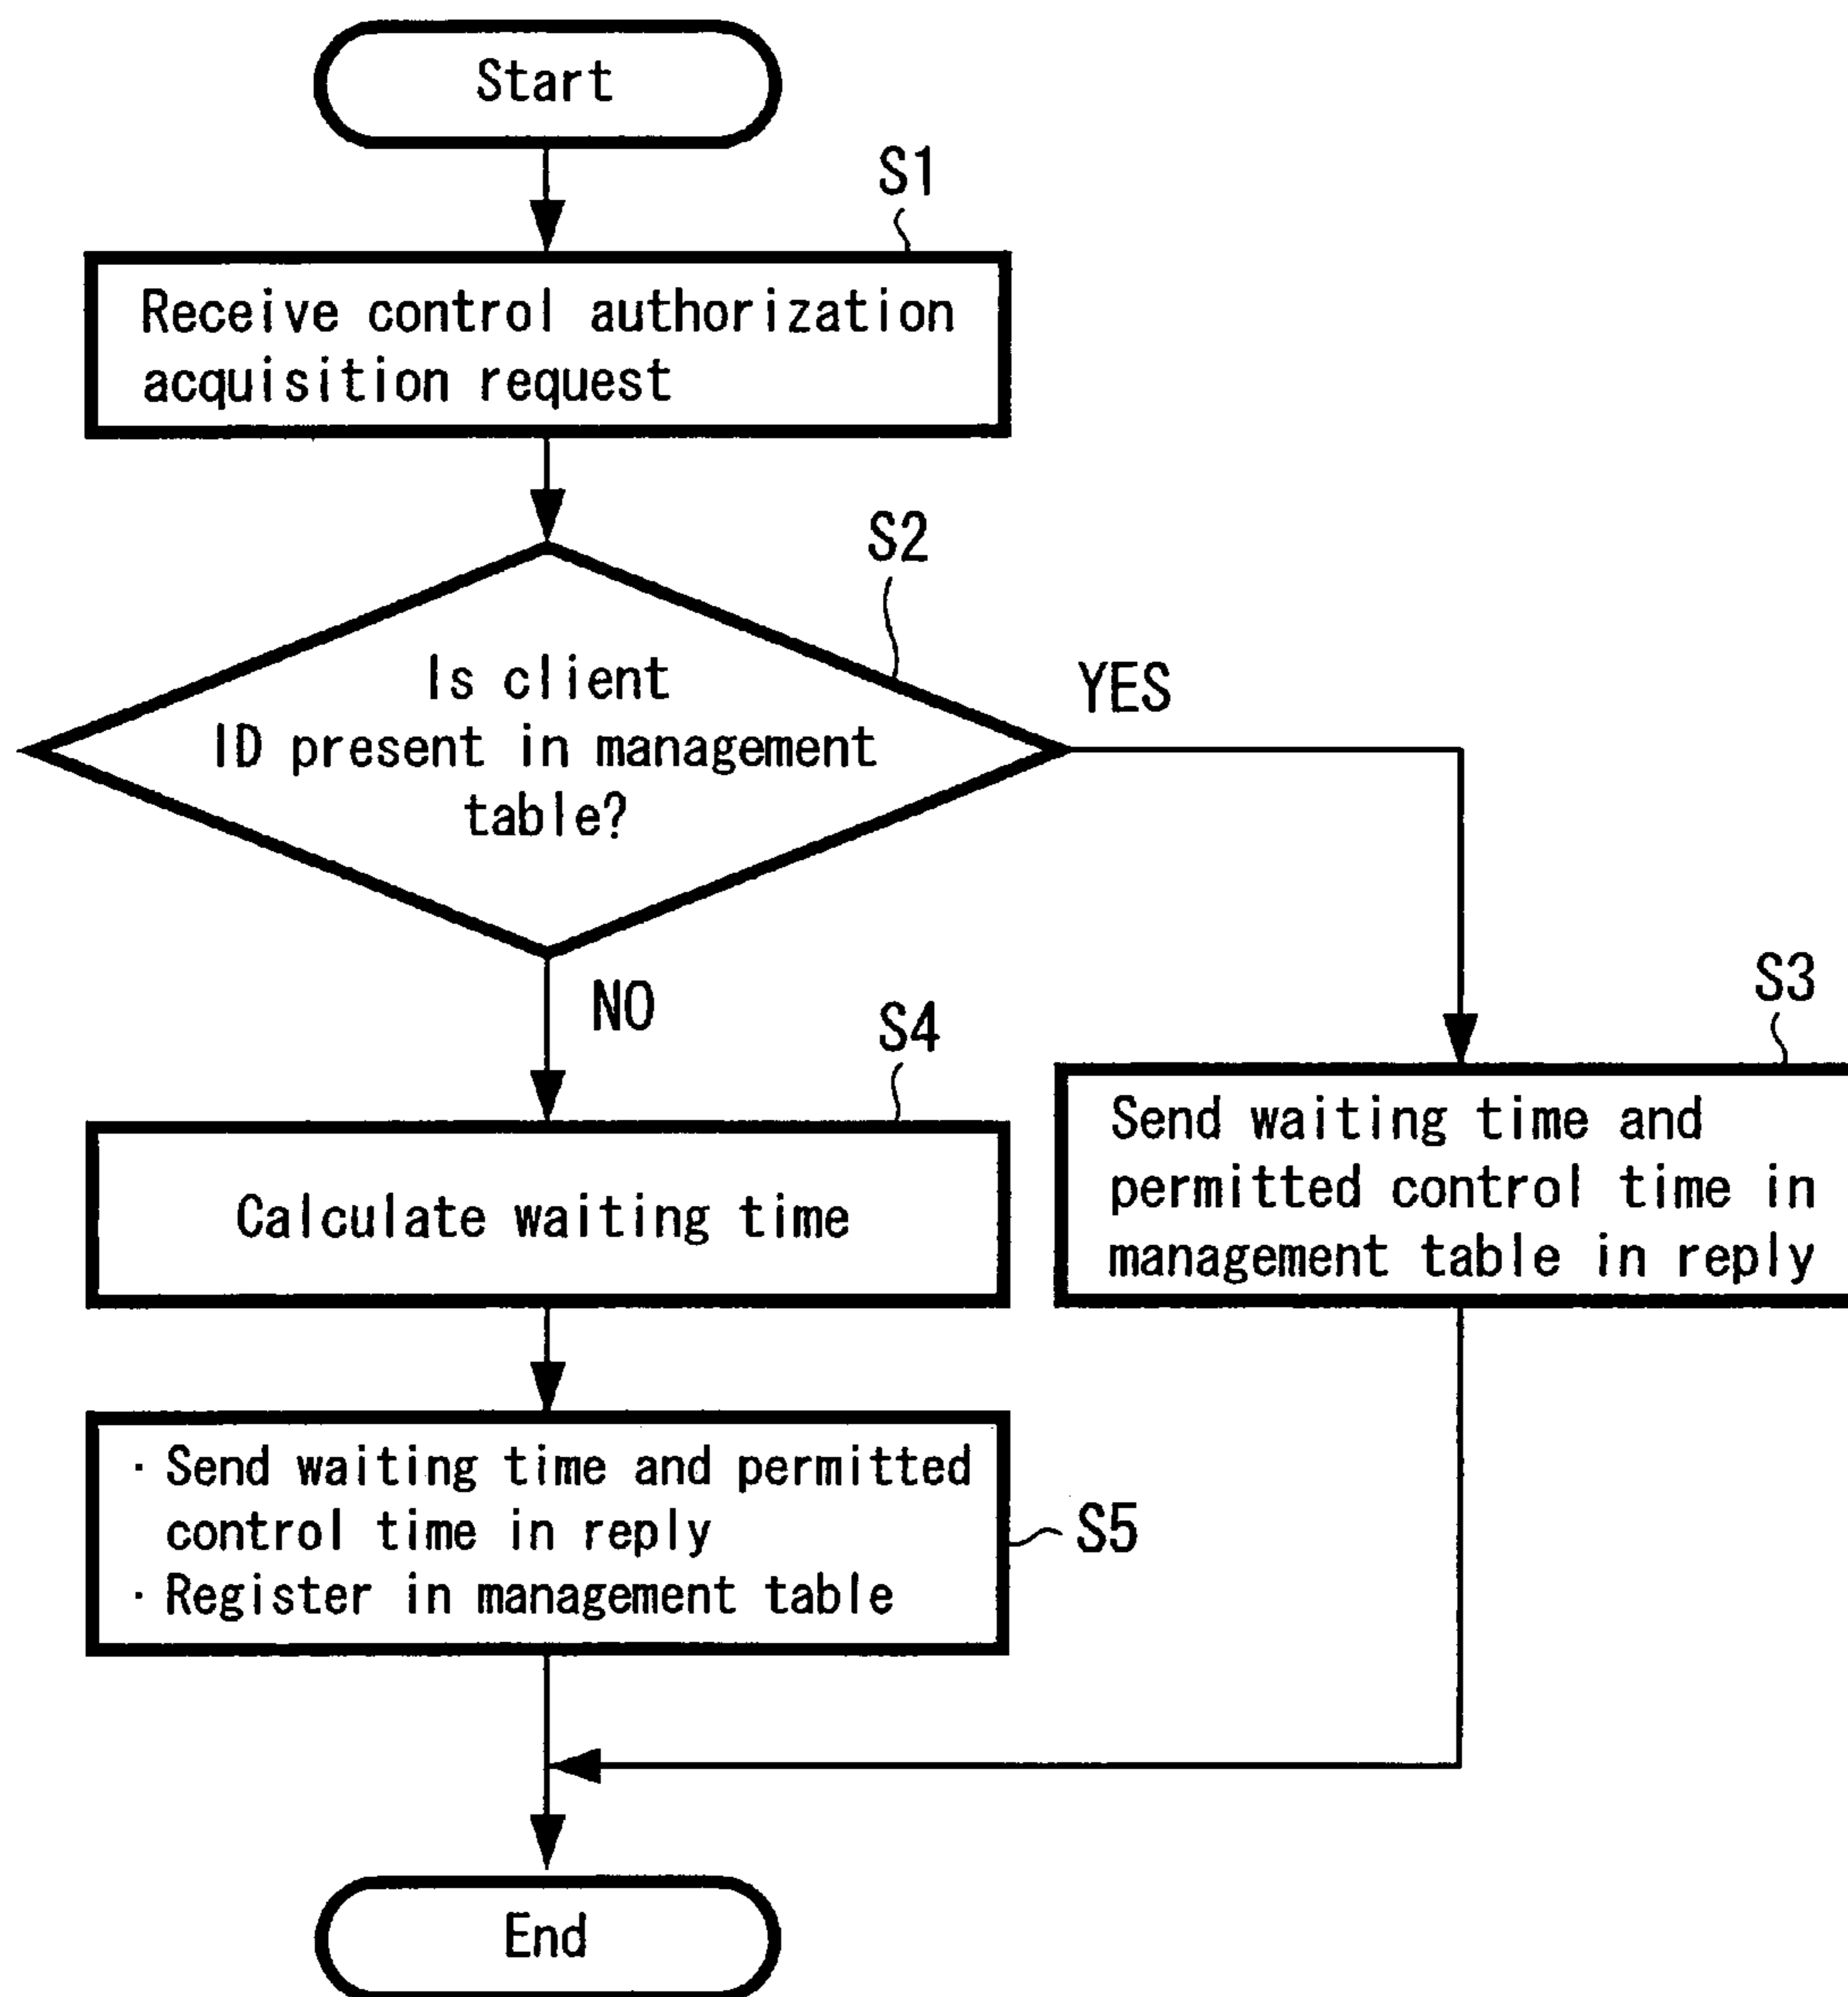 Start
S1
Receive control authorization
acquisition request
S2
Is client
ID present in management
table?
YES
NO
S3
Send waiting time and
permitted control time in
management table in reply
S4
Calculate waiting time
· Send waiting time and permitted
control time in reply
· Register in management table
S5
End